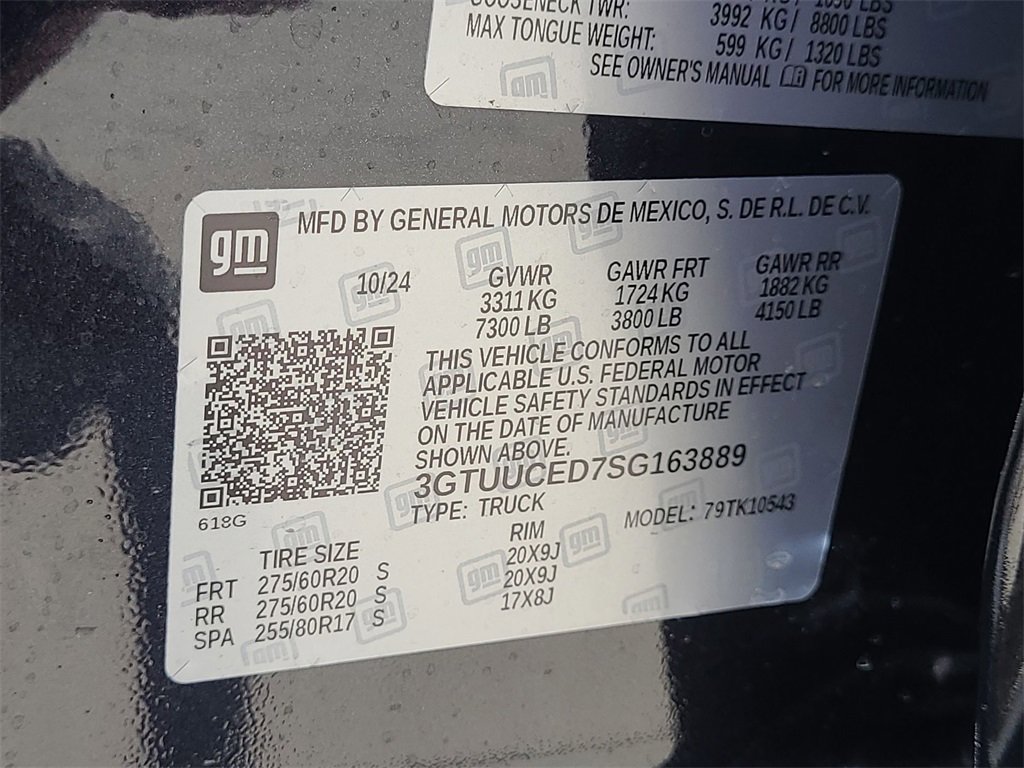 GOOSENECK TWR:
3992 KG/ 8800 LBS
MAX TONGUE WEIGHT: 599 KG/ 1320 LBS
SEE OWNER'S MANUAL FOR MORE INFORMATION
gm
MFD BY GENERAL MOTORS DE MEXICO, S. DE R.L. DE C.V.
10/24 GVWR GAWR FRT GAWR RR
3311 KG 1724 KG 1882 KG
7300 LB 3800 LB 4150 LB
THIS VEHICLE CONFORMS TO ALL
APPLICABLE U.S. FEDERAL MOTOR
VEHICLE SAFETY STANDARDS IN EFFECT
ON THE DATE OF MANUFACTURE
SHOWN ABOVE.
3GTUUCED7SG163889
TYPE: TRUCK MODEL: 79TK10543
618G
TIRE SIZE RIM
FRT 275/60R20 S 20X9J
RR 275/60R20 S 20X9J
SPA 255/80R17 S 17X8J